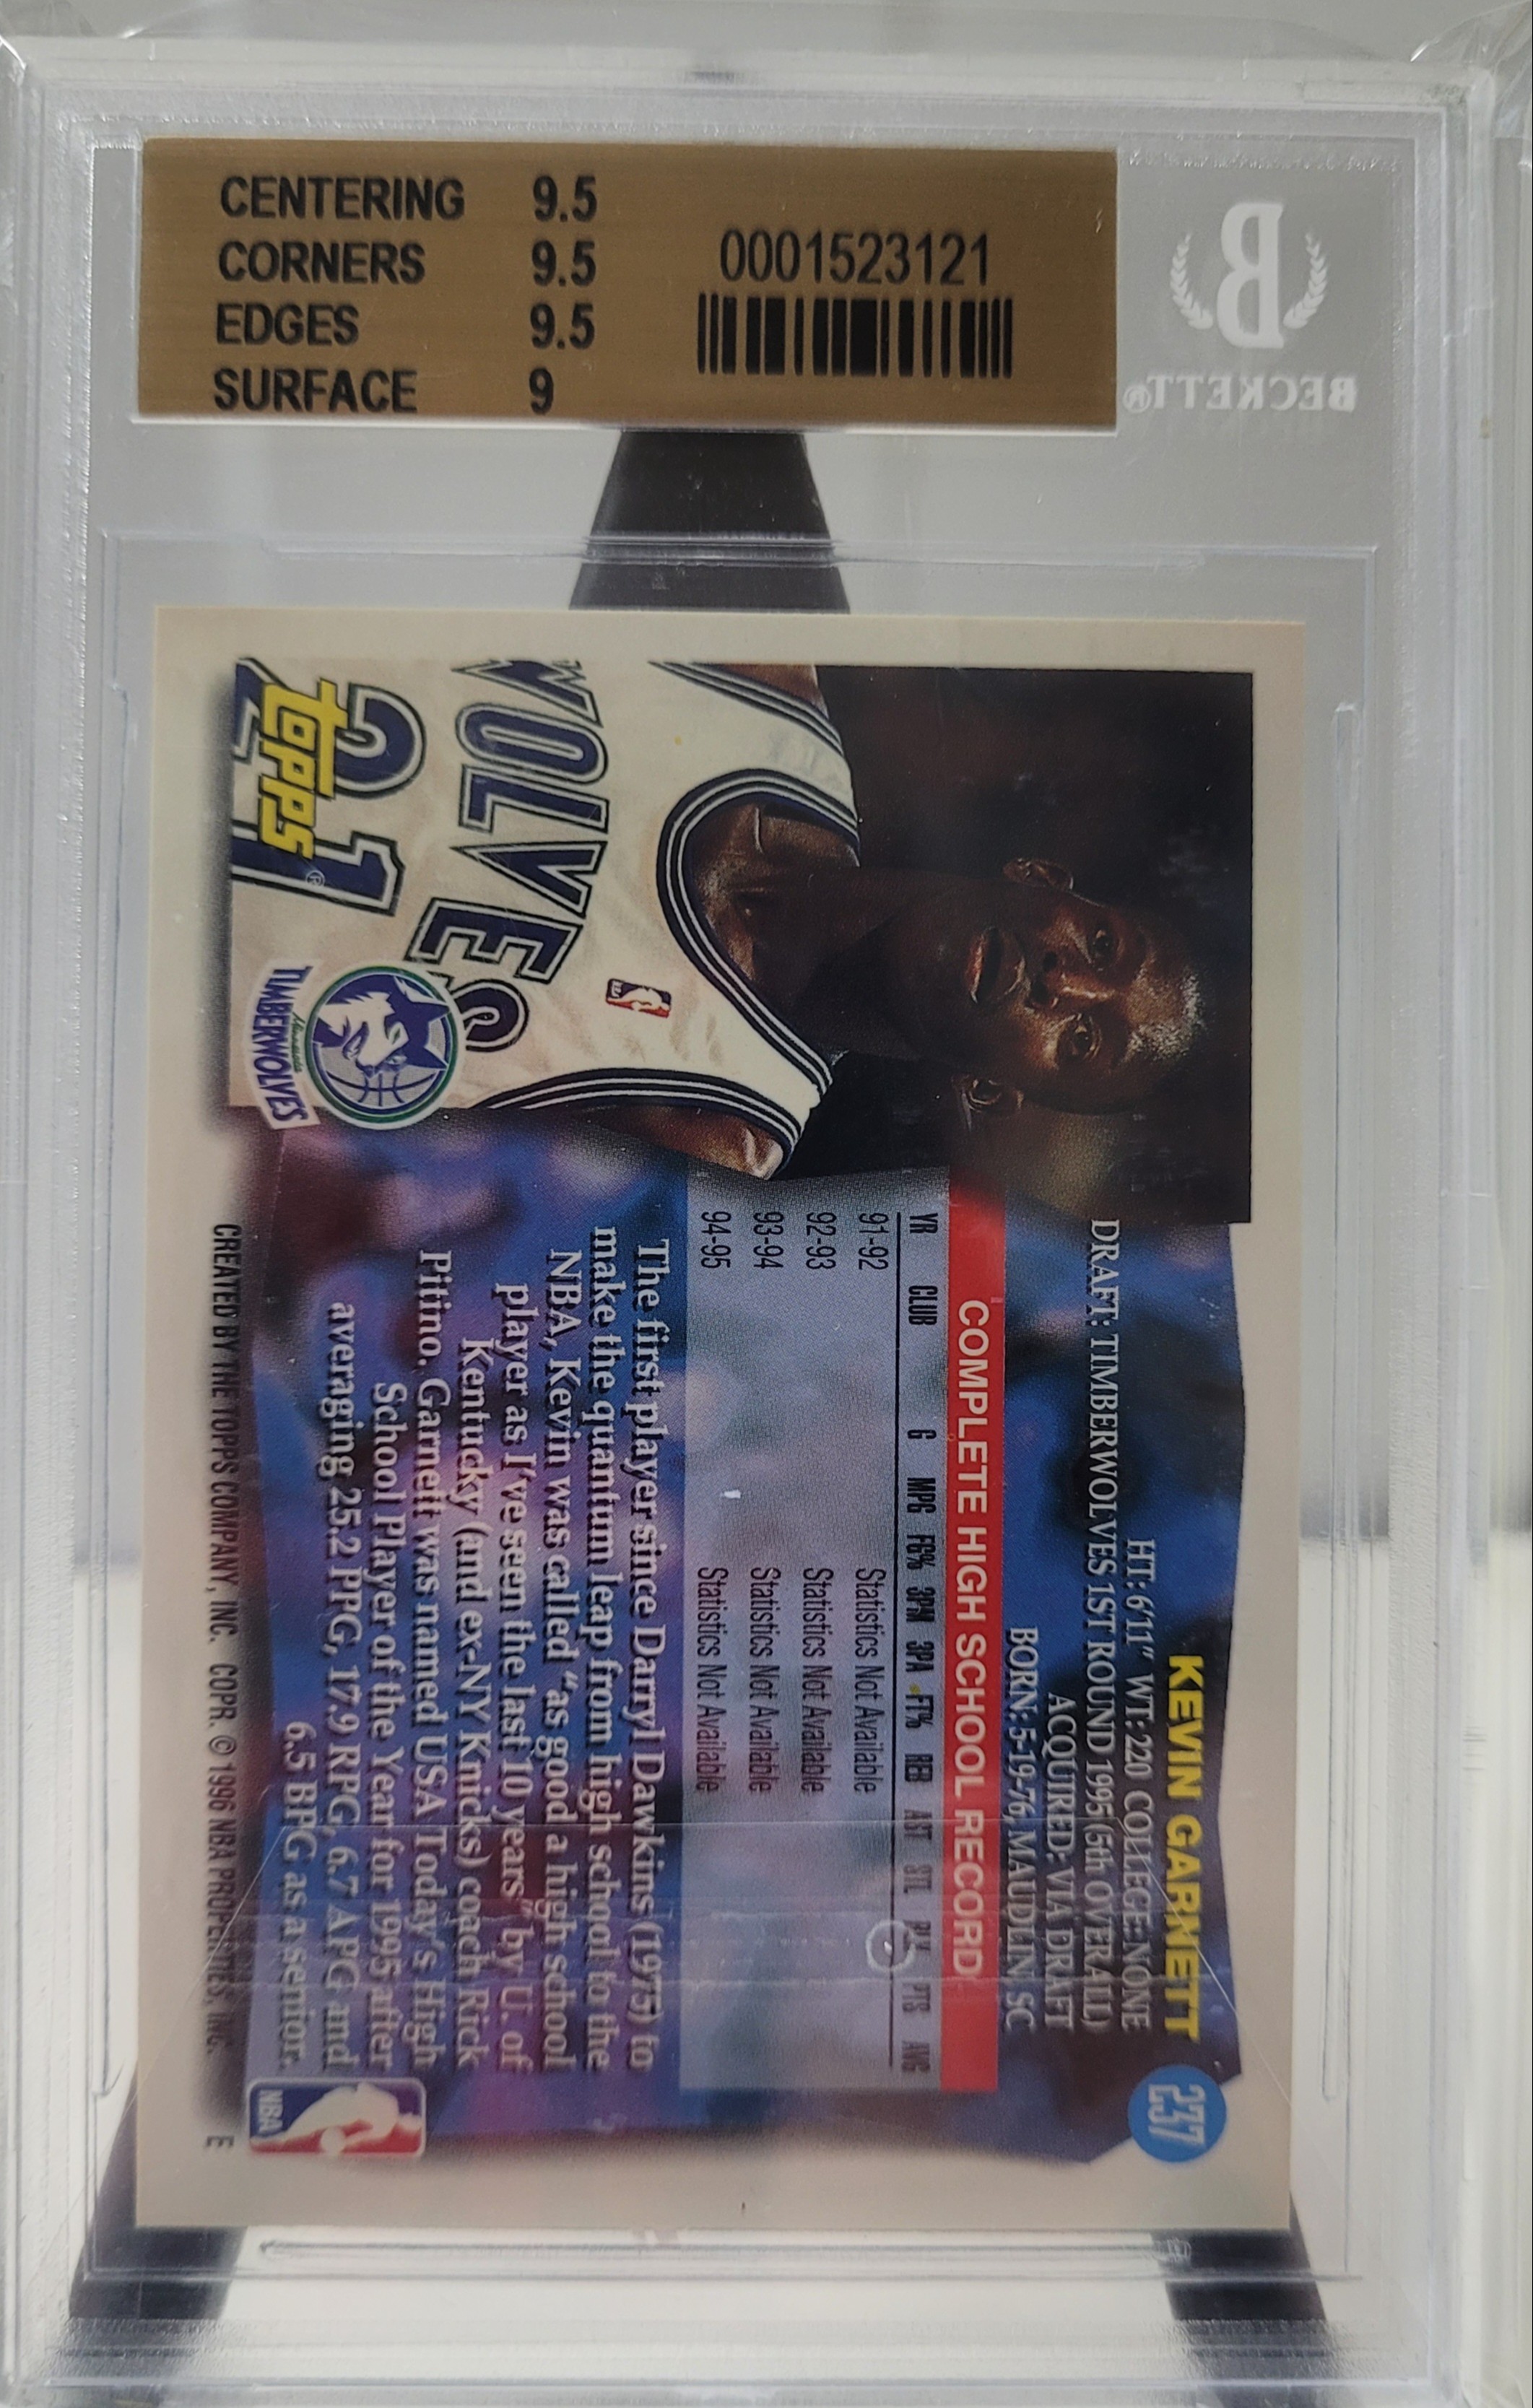 CENTERING 9.5
CORNERS 9.5
EDGES 9.5
SURFACE 9
0001523121
BECKETT®
WOLVES
21
topps®
Minnesota
TIMBERWOLVES
KEVIN GARNETT
237
HT: 6'11" WT: 220 COLLEGE: NONE
DRAFT: TIMBERWOLVES 1ST ROUND 1995 (5th OVERALL)
ACQUIRED: VIA DRAFT
BORN: 5-19-76, MAUDLIN, SC
COMPLETE HIGH SCHOOL RECORD
YR CLUB G MPG FG% 3PM 3PA FT% REB AST STL BLK PTS AVG
91-92 Statistics Not Available
92-93 Statistics Not Available
93-94 Statistics Not Available
94-95 Statistics Not Available
The first player since Darryl Dawkins (1975) to
make the quantum leap from high school to the
NBA, Kevin was called "as good a high school
player as I've seen the last 10 years" by U. of
Kentucky (and ex-NY Knicks) coach Rick
Pitino. Garnett was named USA Today's High
School Player of the Year for 1995 after
averaging 25.2 PPG, 17.9 RPG, 6.7 APG and
6.5 BPG as a senior.
NBA
CREATED BY THE TOPPS COMPANY, INC. COPR. © 1996 NBA PROPERTIES, INC. E